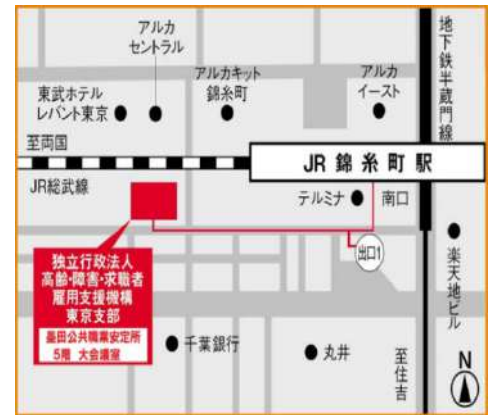 アルカ
セントラル
地下鉄半蔵門線
アルカキット
錦糸町
アルカ
イースト
東武ホテル
レバント東京
至両国
JR錦糸町駅
JR総武線
テルミナ
南口
出口1
独立行政法人
高齢・障害・求職者
雇用支援機構
東京支部
墨田公共職業安定所
5階 大会議室
楽天地ビル
千葉銀行
丸井
至住吉
N